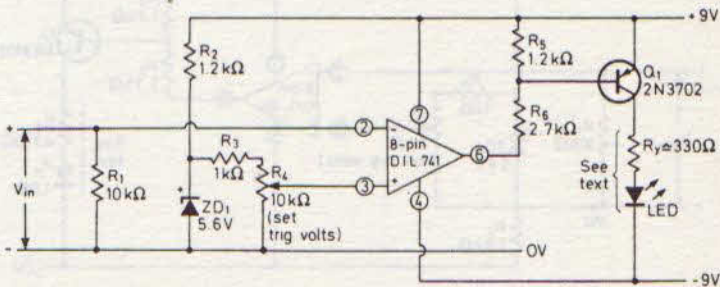 +9V
R2
1.2kΩ
R5
1.2kΩ
Q1
2N3702
+
2
-
7
8-pin
DIL 741
6
R6
2.7kΩ
Vin
R1
10kΩ
R3
1kΩ
R4
10kΩ
(set
trig volts)
3
+
4
See
text
Ry≃330Ω
LED
+
ZD1
5.6V
-
0V
-9V